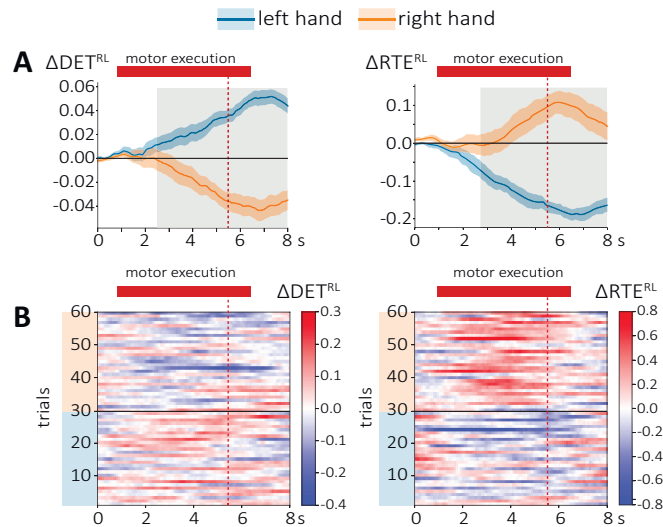 left hand right hand
A
ΔDET^RL
motor execution
0.06
0.04
0.02
0.00
-0.02
-0.04
0 2 4 6 8 s
ΔRTE^RL
motor execution
0.1
0.0
-0.1
-0.2
0 2 4 6 8 s
B
motor execution
ΔDET^RL
trials
60
50
40
30
20
10
0 2 4 6 8 s
0.3
0.2
0.1
0.0
-0.1
-0.2
-0.3
-0.4
motor execution
ΔRTE^RL
trials
60
50
40
30
20
10
0 2 4 6 8 s
0.8
0.6
0.4
0.2
0.0
-0.2
-0.4
-0.6
-0.8